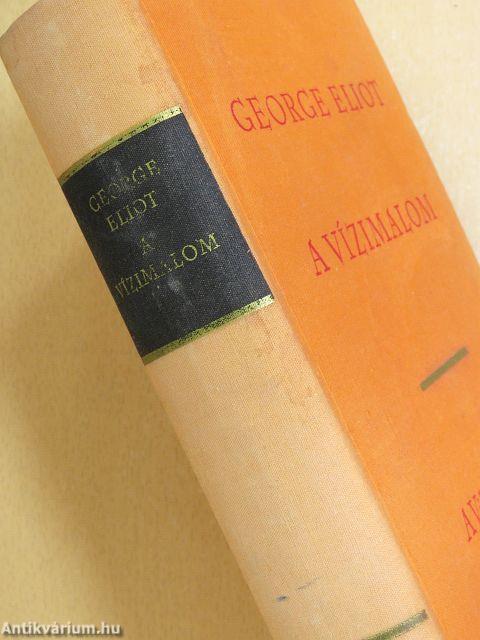 GEORGE
ELIOT
A
VÍZIMALOM
GEORGE ELIOT
A VÍZIMALOM
Antikvárium.hu